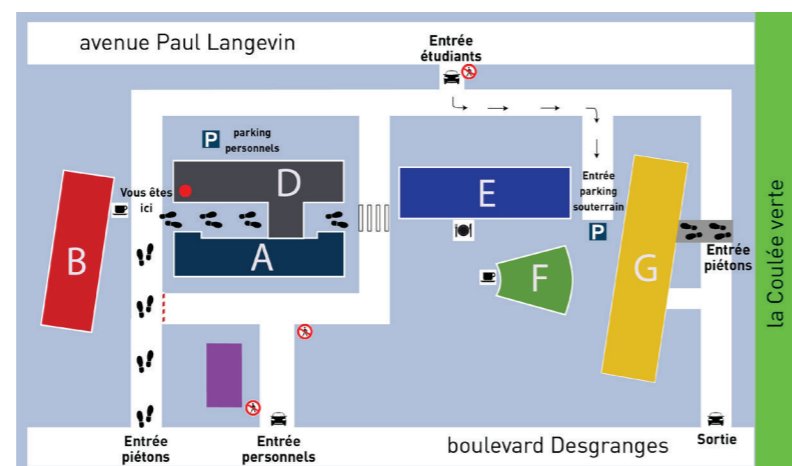 avenue Paul Langevin
Entrée
étudiants
P
parking
personnels
Vous êtes
ici
D
E
Entrée
parking
souterrain
P
B
A
F
G
Entrée
piétons
la Coulée verte
Entrée
piétons
Entrée
personnels
boulevard Desgranges
Sortie